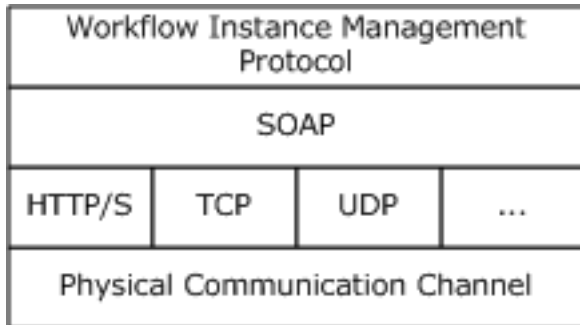 Workflow Instance Management
Protocol
SOAP
HTTP/S TCP UDP ...
Physical Communication Channel